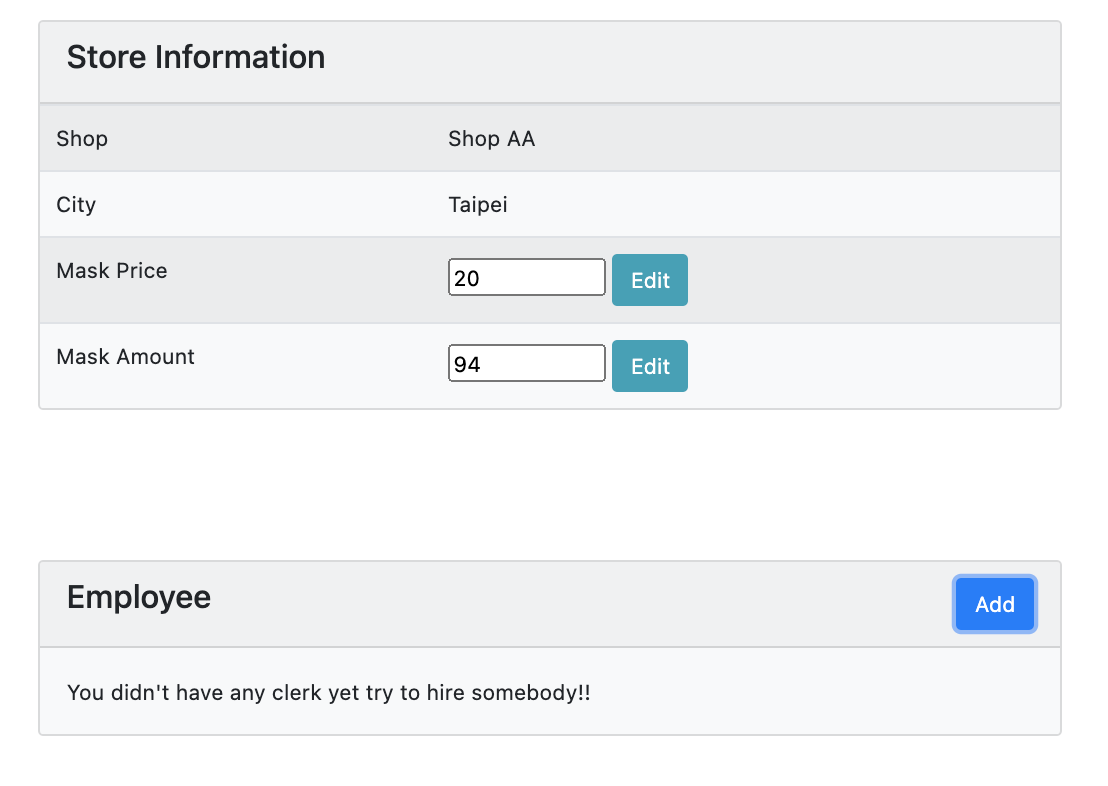 Store Information
Shop Shop AA
City Taipei
Mask Price 20 Edit
Mask Amount 94 Edit
Employee Add
You didn't have any clerk yet try to hire somebody!!